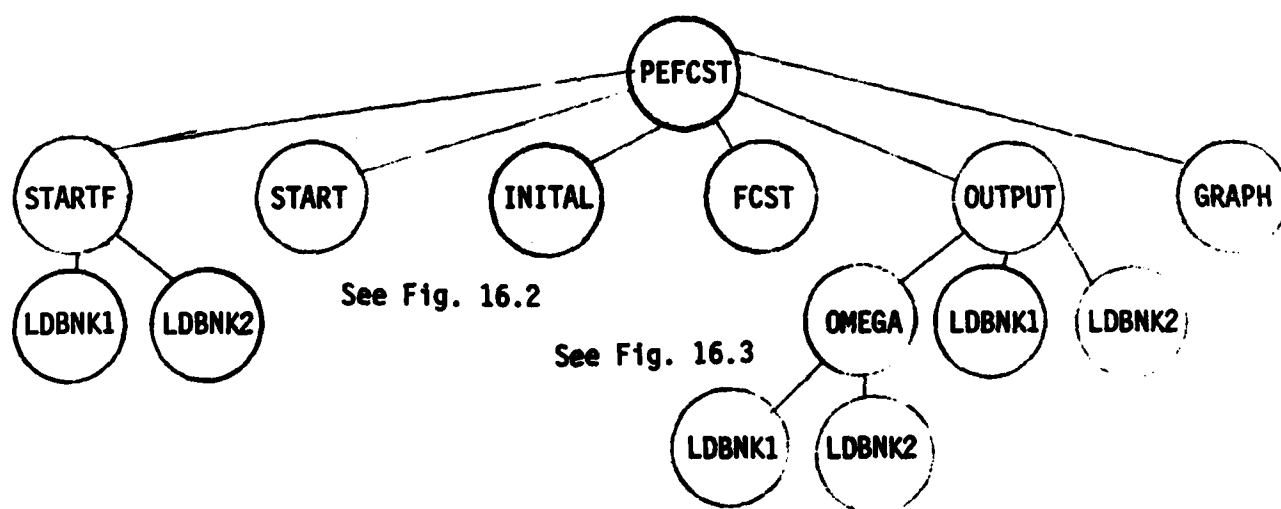 PEFCST
STARTF
START
INITAL
FCST
OUTPUT
GRAPH
LDBNK1
LDBNK2
See Fig. 16.2
OMEGA
LDBNK1
LDBNK2
See Fig. 16.3
LDBNK1
LDBNK2